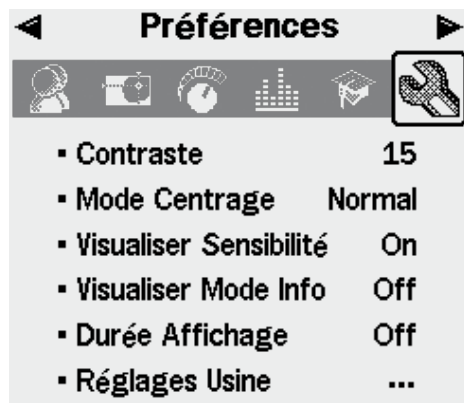 Préférences
Contraste 15
Mode Centrage Normal
Visualiser Sensibilité On
Visualiser Mode Info Off
Durée Affichage Off
Réglages Usine ...